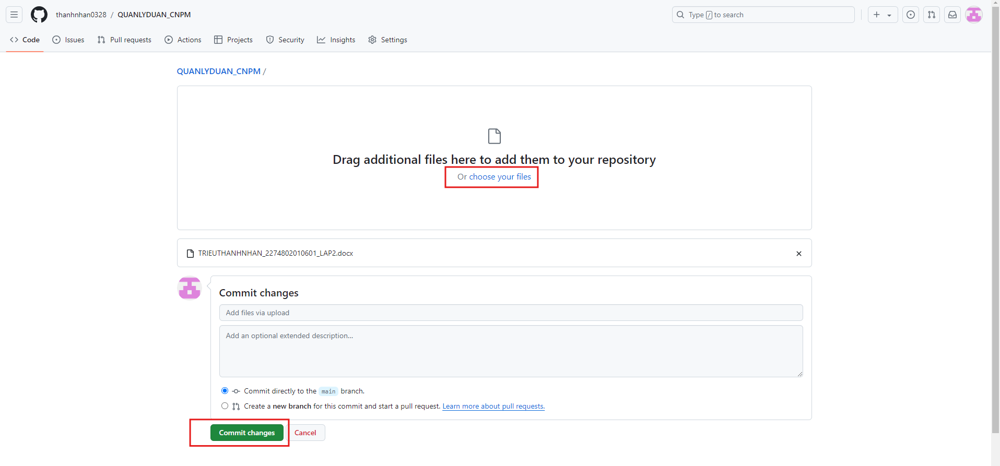 thanhnhan0328 / QUANLYDUAN_CNPM
Type / to search
Code Issues Pull requests Actions Projects Security Insights Settings
QUANLYDUAN_CNPM /
Drag additional files here to add them to your repository
Or choose your files
TRIEUTHANHNHAN_2274802010601_LAP2.docx
Commit changes
Add files via upload
Add an optional extended description...
Commit directly to the main branch.
Create a new branch for this commit and start a pull request. Learn more about pull requests.
Commit changes Cancel